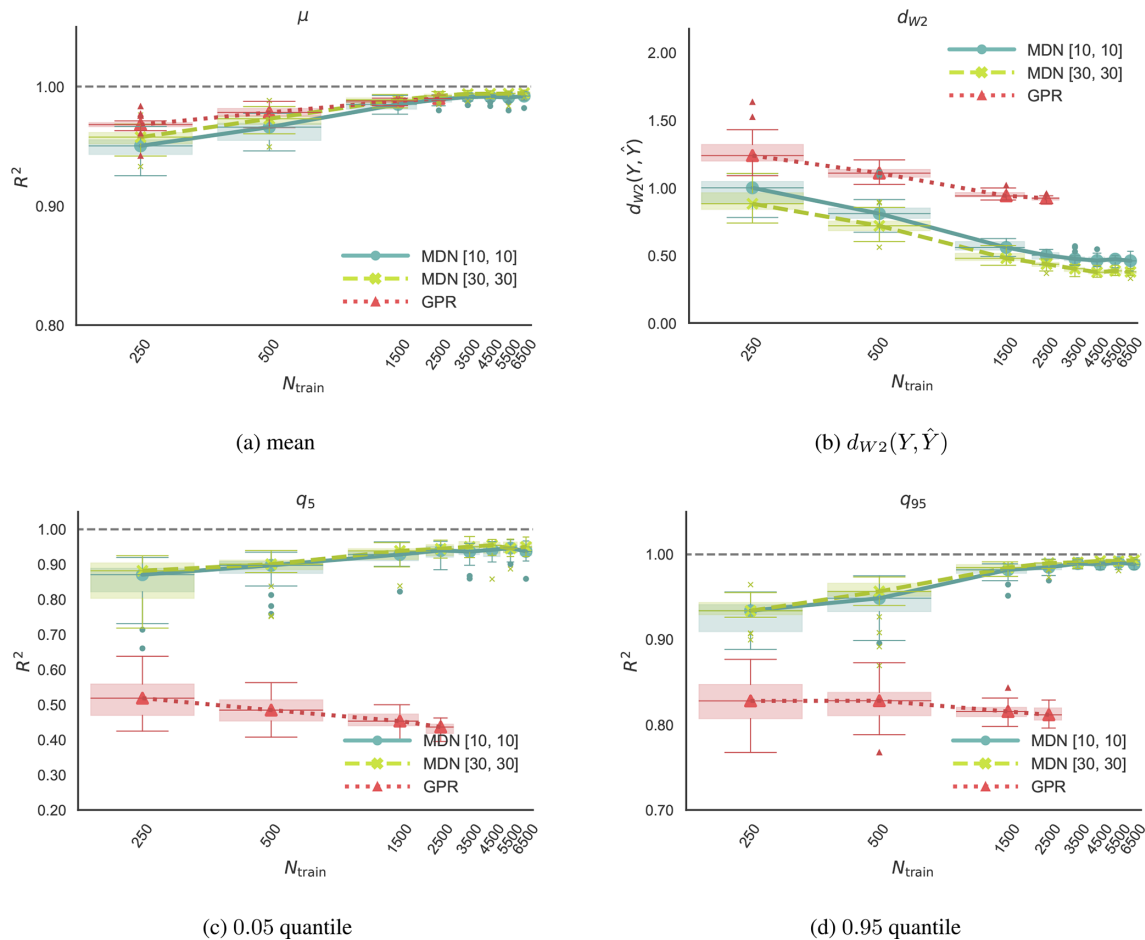 μ
1.00
0.90
0.80
R²
MDN [10, 10]
MDN [30, 30]
GPR
250
500
1500
2500
3500
4500
5500
6500
N_train
(a) mean
d_W2
2.00
1.50
1.00
0.50
0.00
d_W2(Y, Ŷ)
MDN [10, 10]
MDN [30, 30]
GPR
250
500
1500
2500
3500
4500
5500
6500
N_train
(b) d_W2(Y, Ŷ)
q_5
1.00
0.90
0.80
0.70
0.60
0.50
0.40
0.30
0.20
R²
MDN [10, 10]
MDN [30, 30]
GPR
250
500
1500
2500
3500
4500
5500
6500
N_train
(c) 0.05 quantile
q_95
1.00
0.90
0.80
0.70
R²
MDN [10, 10]
MDN [30, 30]
GPR
250
500
1500
2500
3500
4500
5500
6500
N_train
(d) 0.95 quantile